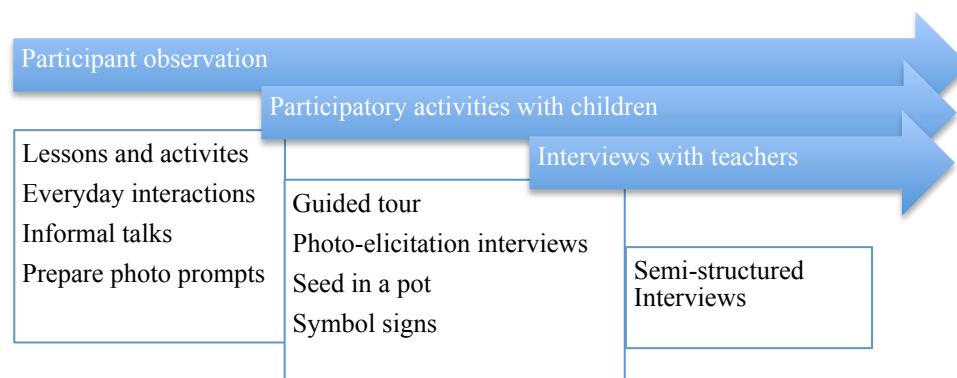 Participant observation
Participatory activities with children
Interviews with teachers
Lessons and activites
Everyday interactions
Informal talks
Prepare photo prompts
Guided tour
Photo-elicitation interviews
Seed in a pot
Symbol signs
Semi-structured
Interviews